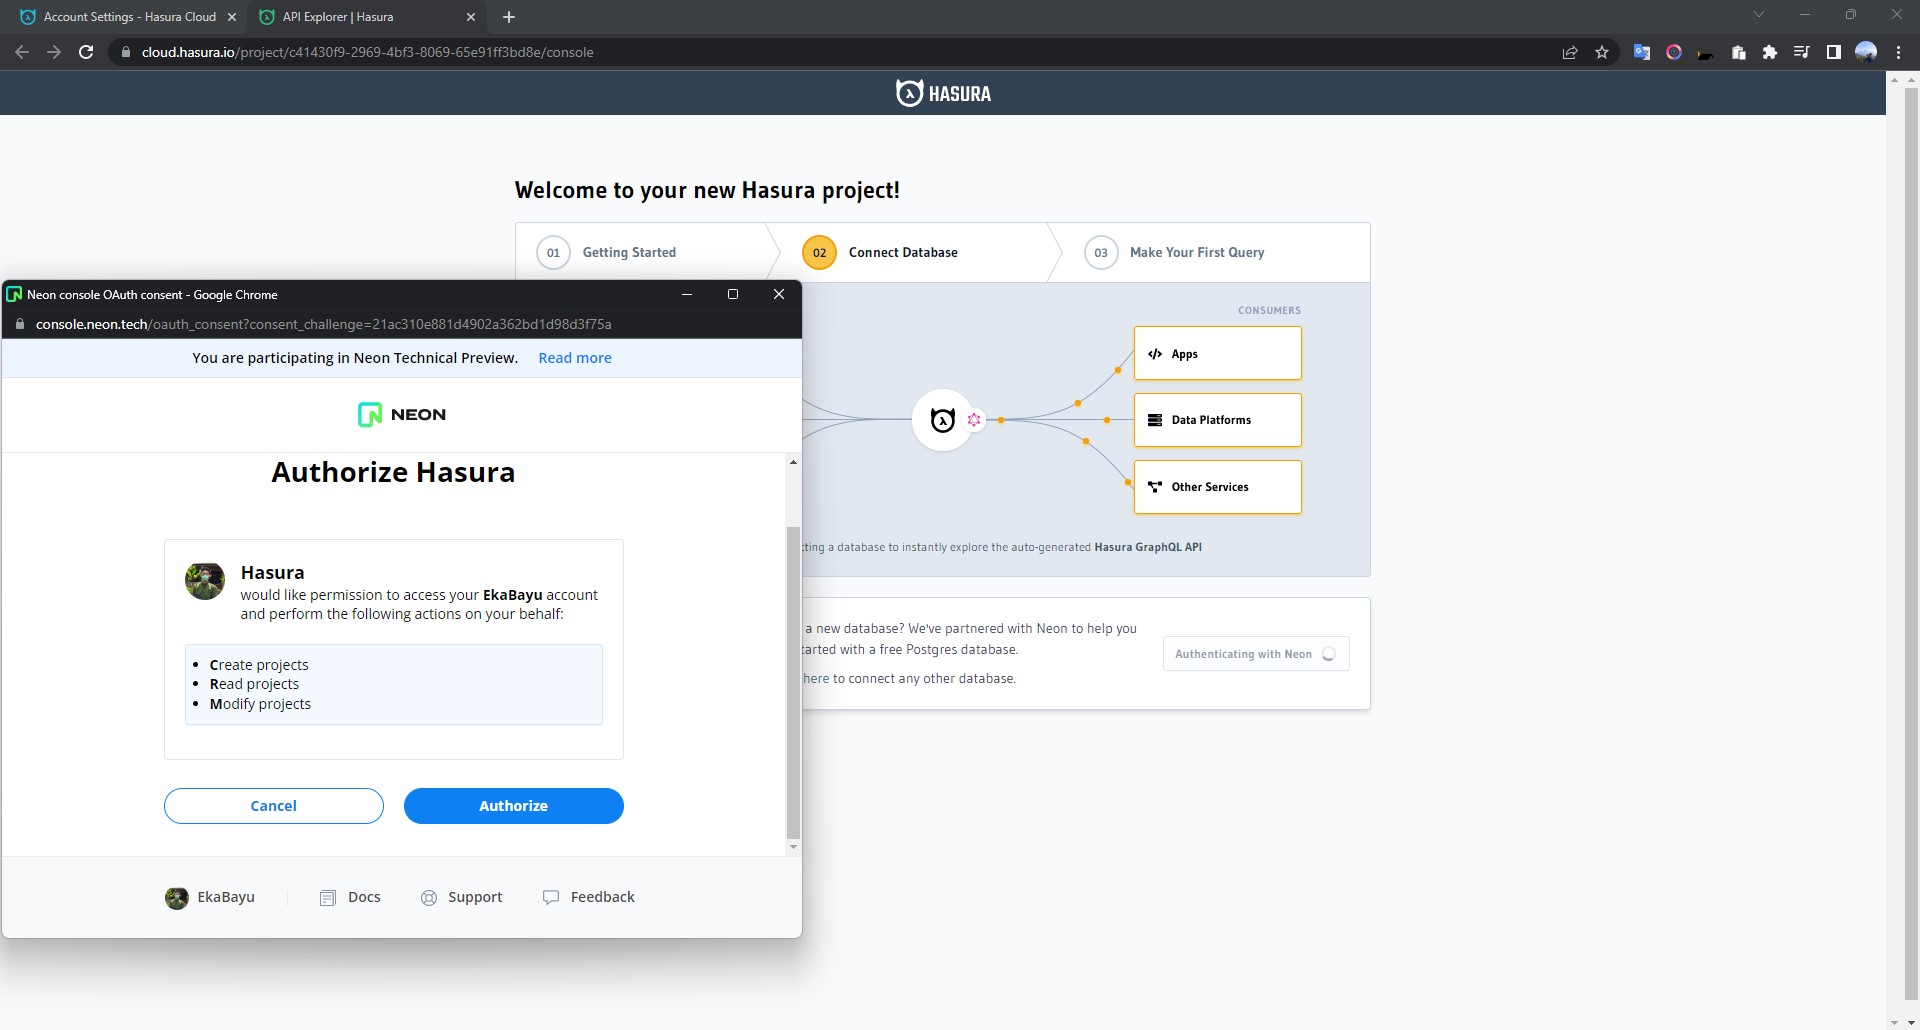 Account Settings - Hasura Cloud
API Explorer | Hasura
cloud.hasura.io/project/c41430f9-2969-4bf3-8069-65e91ff3bd8e/console
HASURA
Welcome to your new Hasura project!
01 Getting Started
02 Connect Database
03 Make Your First Query
Neon console OAuth consent - Google Chrome
console.neon.tech/oauth_consent?consent_challenge=21ac310e881d4902a362bd1d98d3f75a
You are participating in Neon Technical Preview. Read more
NEON
Authorize Hasura
Hasura
would like permission to access your EkaBayu account
and perform the following actions on your behalf:
• Create projects
• Read projects
• Modify projects
Cancel
Authorize
EkaBayu
Docs
Support
Feedback
CONSUMERS
</> Apps
Data Platforms
Other Services
cting a database to instantly explore the auto-generated Hasura GraphQL API
a new database? We've partnered with Neon to help you
tarted with a free Postgres database.
here to connect any other database.
Authenticating with Neon